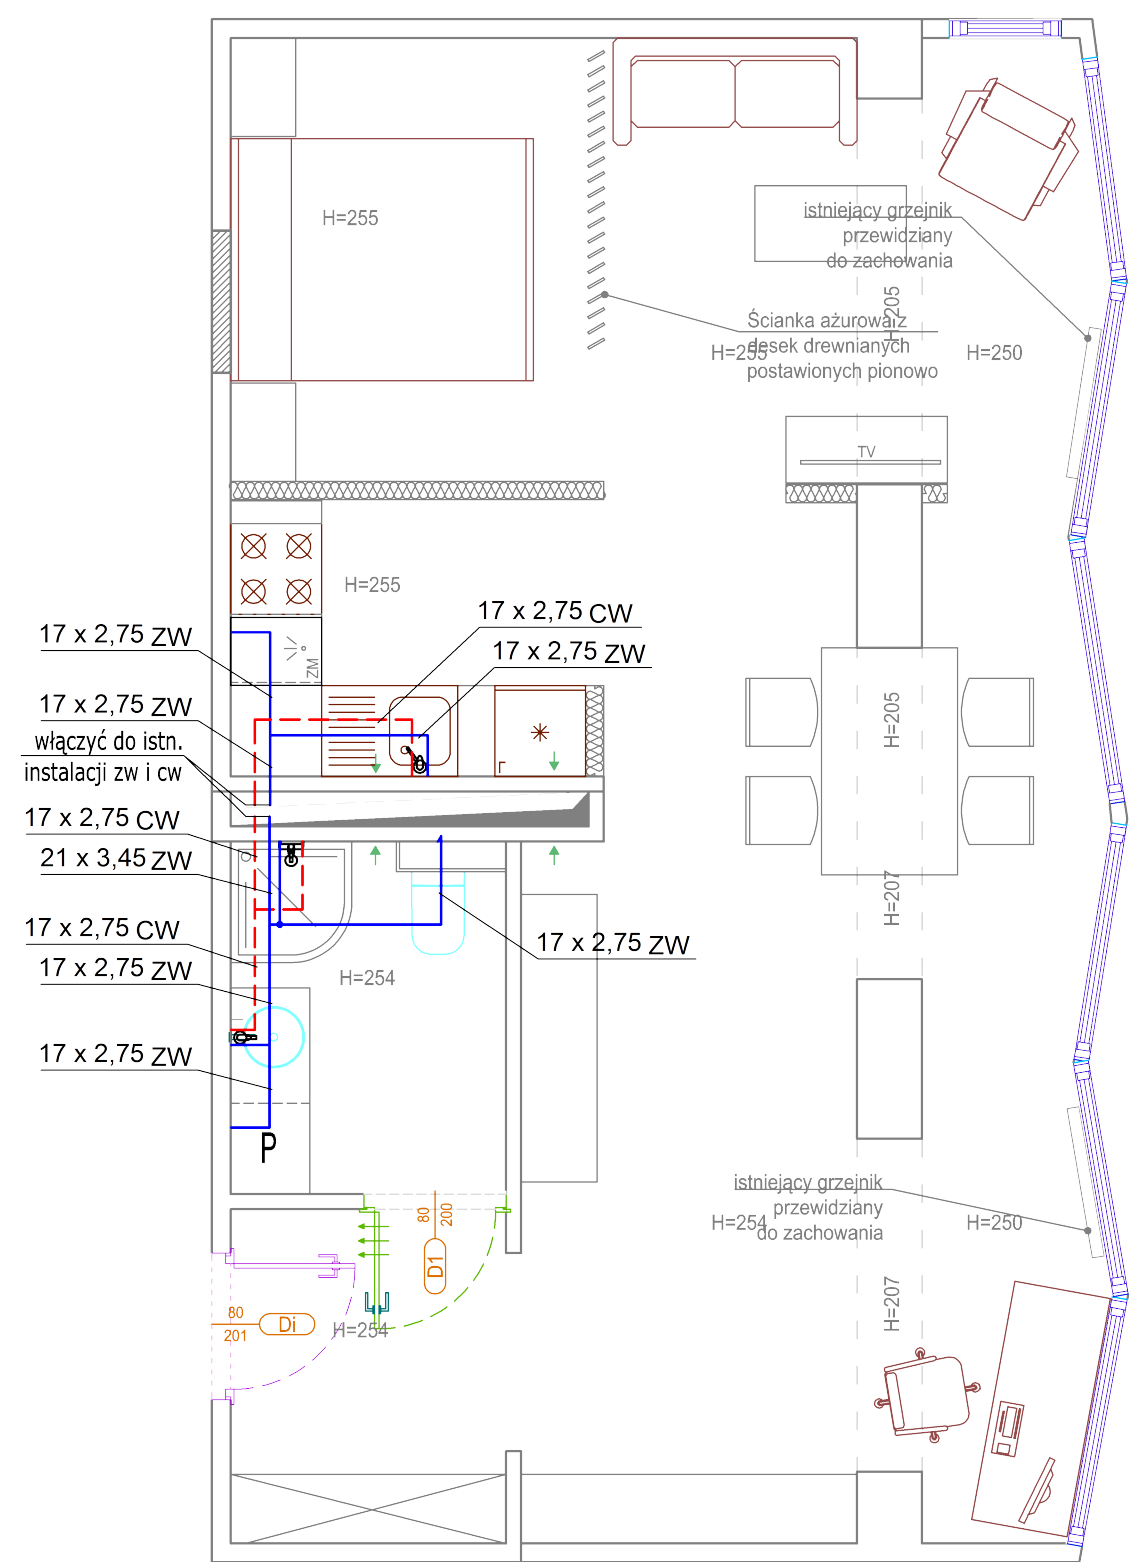 H=255
istniejący grzejnik
przewidziany
do zachowania
H=205
Ścianka ażurowa z
desek drewnianych
postawionych pionowo
H=255
H=250
TV
H=255
17 x 2,75 CW
17 x 2,75 ZW
17 x 2,75 ZW
ZM
17 x 2,75 ZW
H=205
włączyć do istn.
instalacji zw i cw
17 x 2,75 CW
21 x 3,45 ZW
H=207
17 x 2,75 CW
17 x 2,75 ZW
17 x 2,75 ZW
H=254
17 x 2,75 ZW
P
istniejący grzejnik
przewidziany
do zachowania
H=254
H=250
80
200
D1
80
201
Di
H=254
H=207